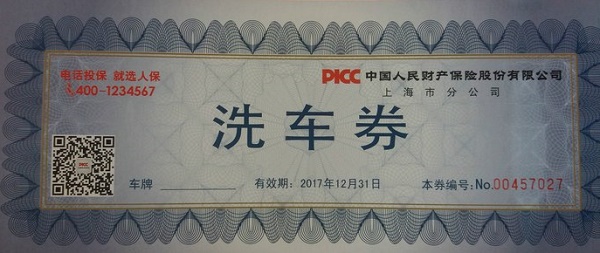 电话投保 就选人保
400-1234567
PICC 中国人民财产保险股份有限公司
上海市分公司
洗车券
车牌 __________ 有效期：2017年12月31日 本券编号：No.00457027